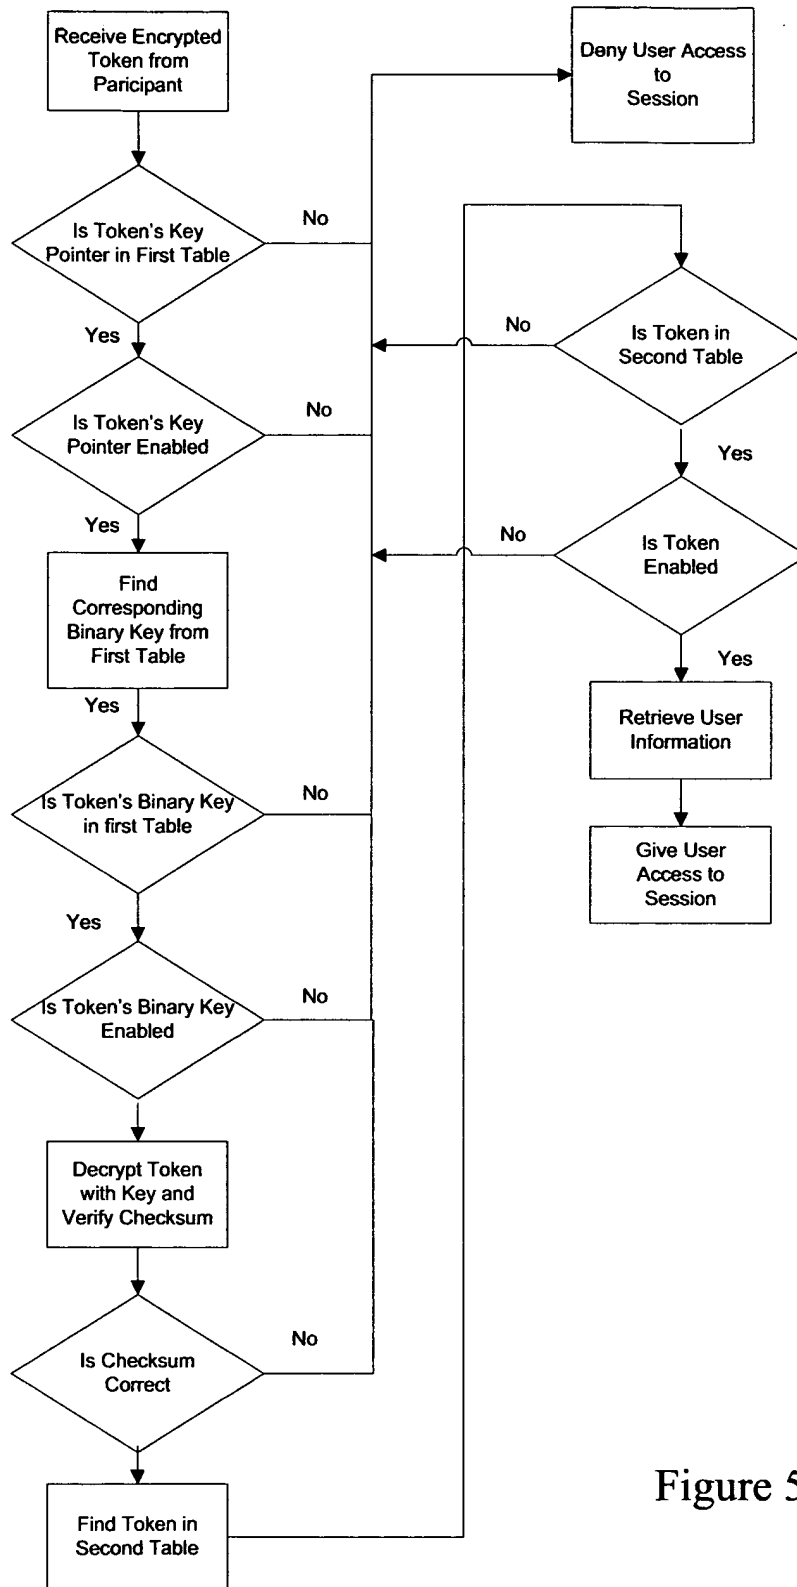 Receive Encrypted
Token from
Paricipant
Is Token's Key
Pointer in First Table
No
Yes
Is Token's Key
Pointer Enabled
No
Yes
Find
Corresponding
Binary Key from
First Table
Yes
Is Token's Binary Key
in first Table
No
Yes
Is Token's Binary Key
Enabled
No
Decrypt Token
with Key and
Verify Checksum
Is Checksum
Correct
No
Find Token in
Second Table
Deny User Access
to
Session
Is Token in
Second Table
No
Yes
Is Token
Enabled
No
Yes
Retrieve User
Information
Give User
Access to
Session
Figure 5